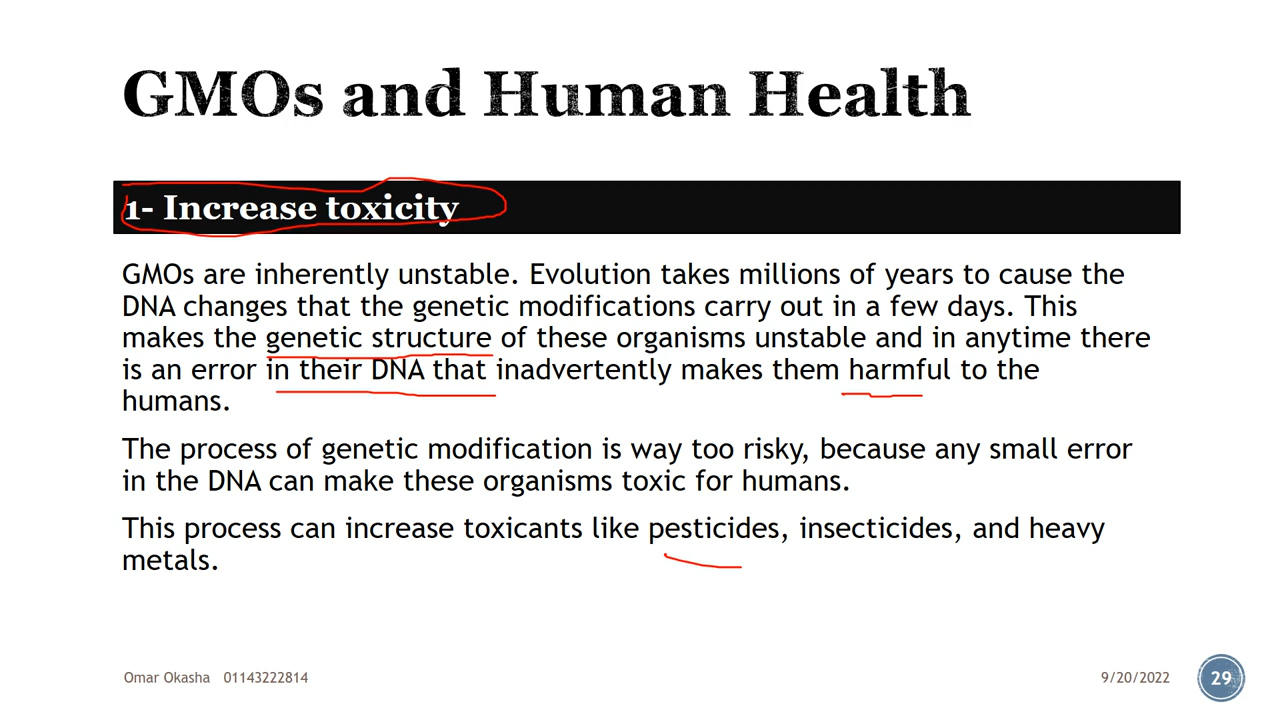 GMOs and Human Health
1- Increase toxicity
GMOs are inherently unstable. Evolution takes millions of years to cause the
DNA changes that the genetic modifications carry out in a few days. This
makes the genetic structure of these organisms unstable and in anytime there
is an error in their DNA that inadvertently makes them harmful to the
humans.
The process of genetic modification is way too risky, because any small error
in the DNA can make these organisms toxic for humans.
This process can increase toxicants like pesticides, insecticides, and heavy
metals.
Omar Okasha 01143222814
9/20/2022
29